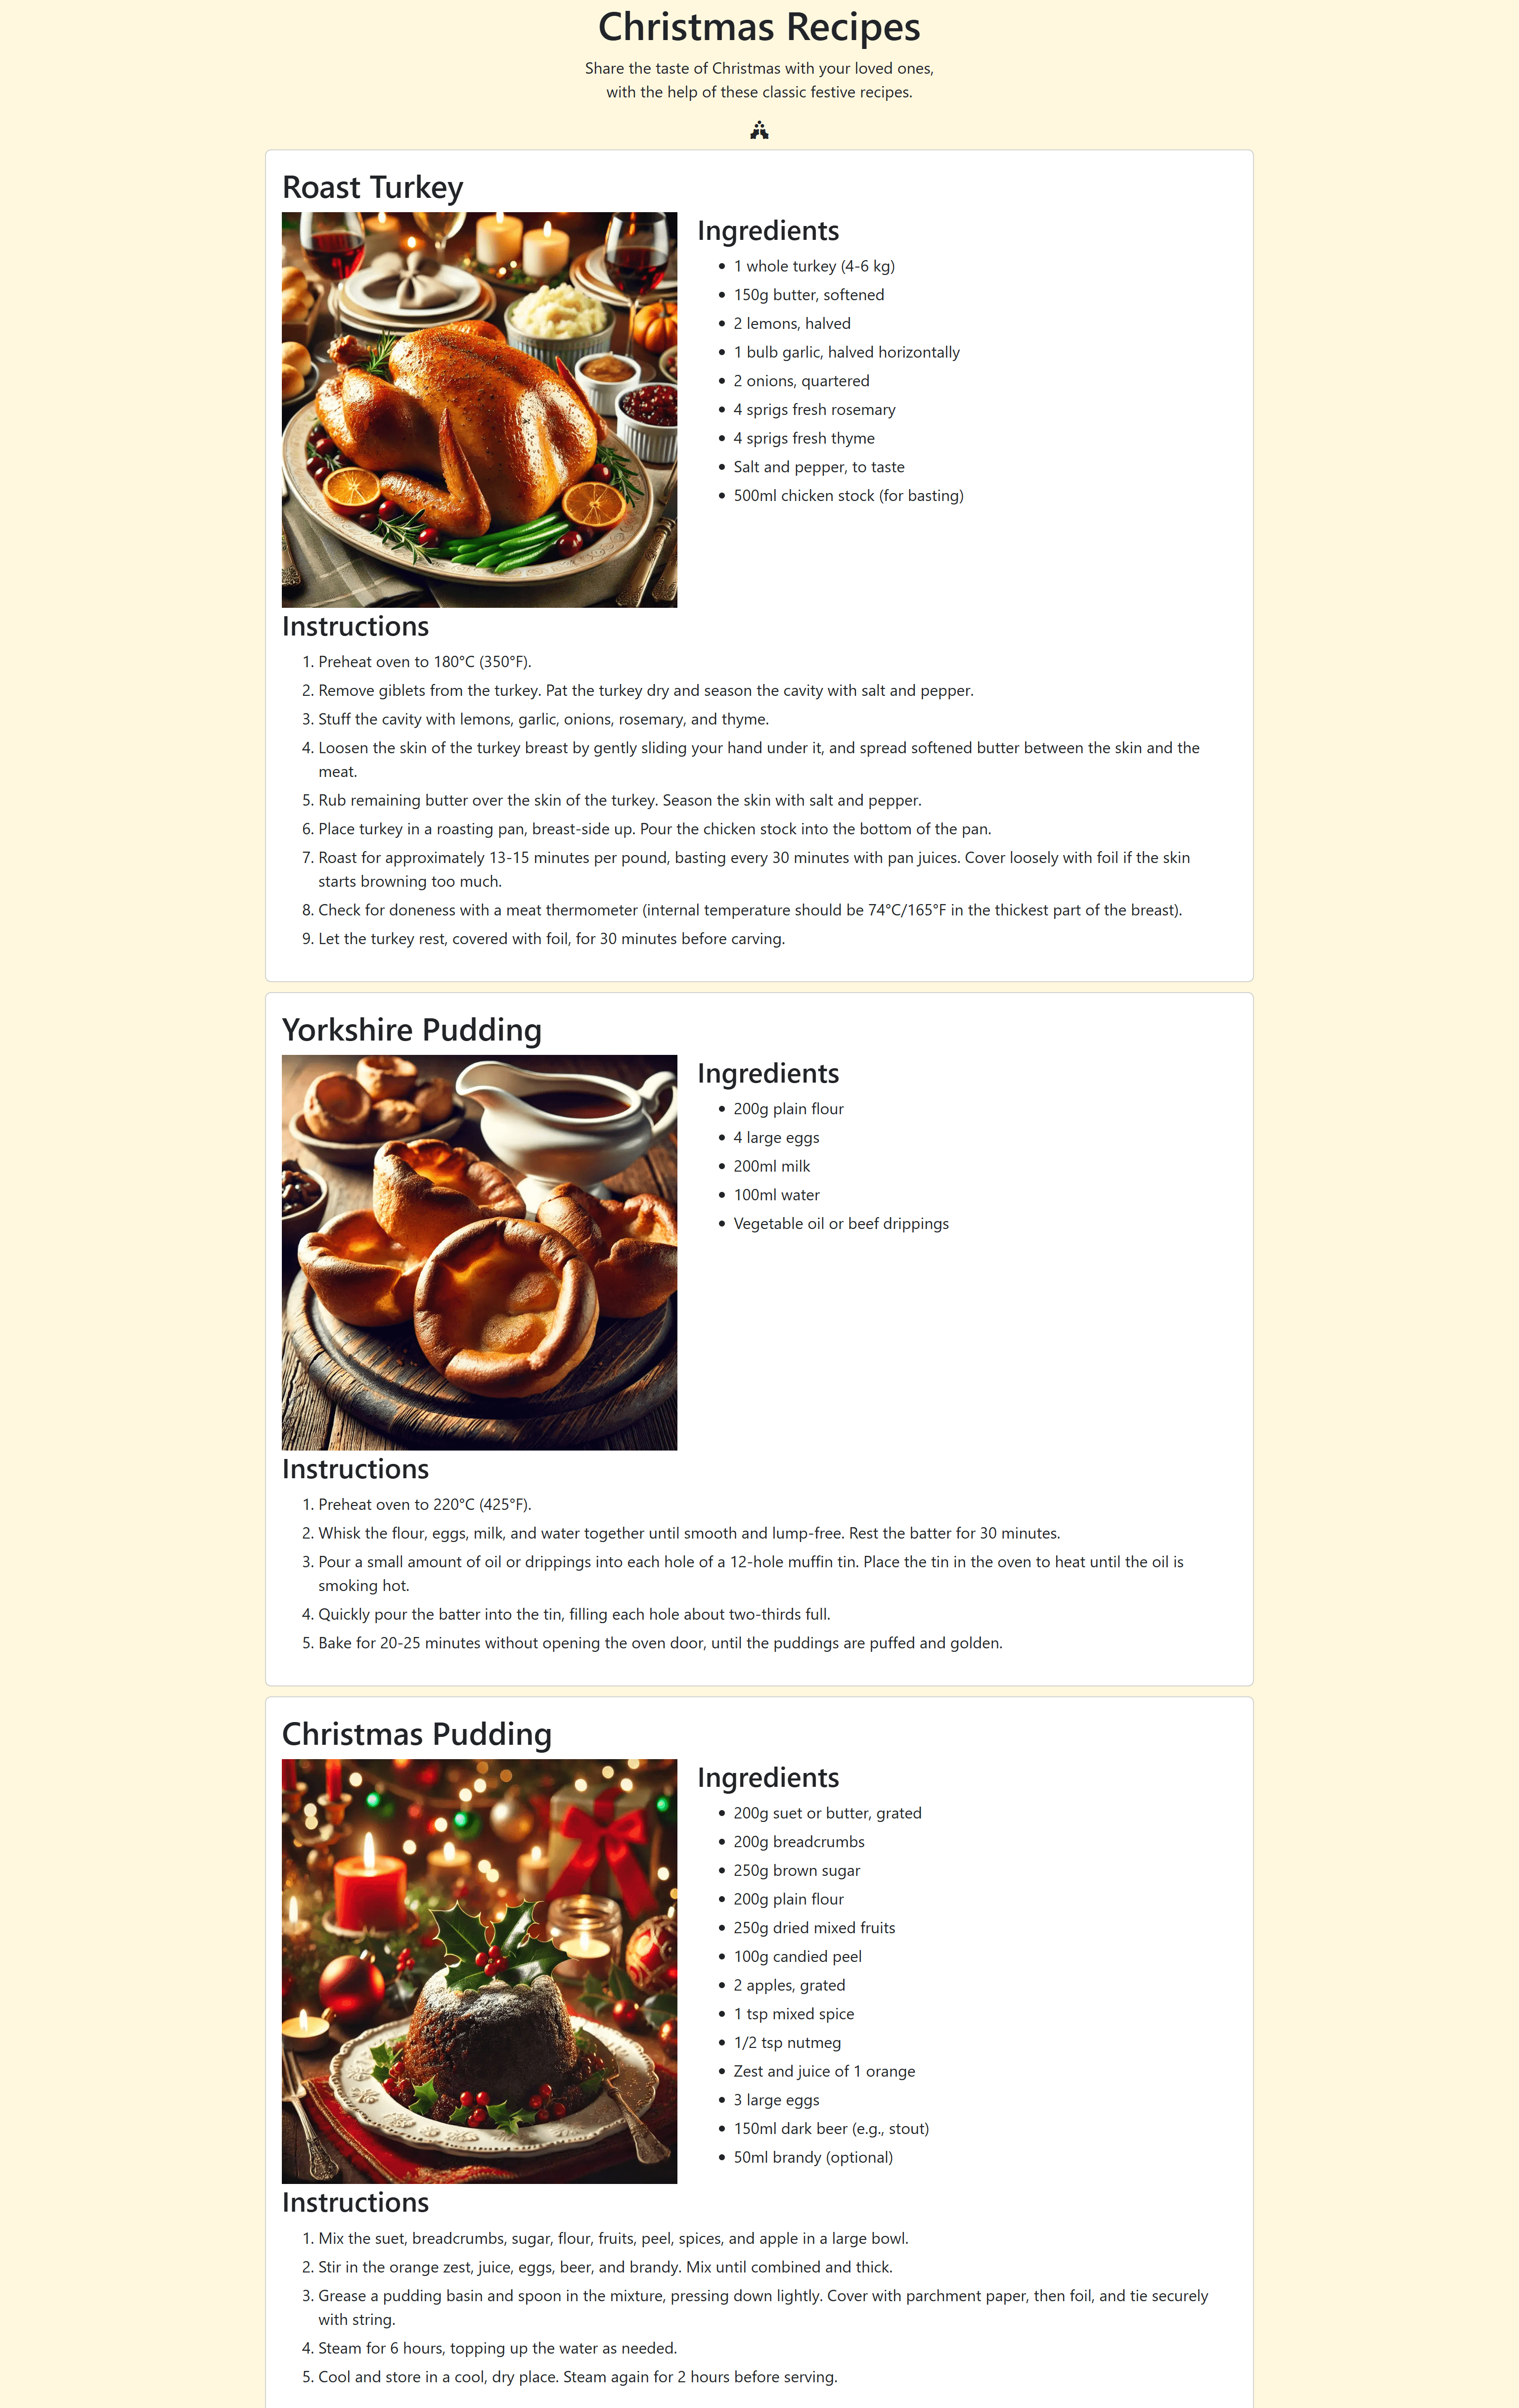 Christmas Recipes
Share the taste of Christmas with your loved ones,
with the help of these classic festive recipes.
Roast Turkey
Ingredients
• 1 whole turkey (4-6 kg)
• 150g butter, softened
• 2 lemons, halved
• 1 bulb garlic, halved horizontally
• 2 onions, quartered
• 4 sprigs fresh rosemary
• 4 sprigs fresh thyme
• Salt and pepper, to taste
• 500ml chicken stock (for basting)
Instructions
1. Preheat oven to 180°C (350°F).
2. Remove giblets from the turkey. Pat the turkey dry and season the cavity with salt and pepper.
3. Stuff the cavity with lemons, garlic, onions, rosemary, and thyme.
4. Loosen the skin of the turkey breast by gently sliding your hand under it, and spread softened butter between the skin and the
meat.
5. Rub remaining butter over the skin of the turkey. Season the skin with salt and pepper.
6. Place turkey in a roasting pan, breast-side up. Pour the chicken stock into the bottom of the pan.
7. Roast for approximately 13-15 minutes per pound, basting every 30 minutes with pan juices. Cover loosely with foil if the skin
starts browning too much.
8. Check for doneness with a meat thermometer (internal temperature should be 74°C/165°F in the thickest part of the breast).
9. Let the turkey rest, covered with foil, for 30 minutes before carving.
Yorkshire Pudding
Ingredients
• 200g plain flour
• 4 large eggs
• 200ml milk
• 100ml water
• Vegetable oil or beef drippings
Instructions
1. Preheat oven to 220°C (425°F).
2. Whisk the flour, eggs, milk, and water together until smooth and lump-free. Rest the batter for 30 minutes.
3. Pour a small amount of oil or drippings into each hole of a 12-hole muffin tin. Place the tin in the oven to heat until the oil is
smoking hot.
4. Quickly pour the batter into the tin, filling each hole about two-thirds full.
5. Bake for 20-25 minutes without opening the oven door, until the puddings are puffed and golden.
Christmas Pudding
Ingredients
• 200g suet or butter, grated
• 200g breadcrumbs
• 250g brown sugar
• 200g plain flour
• 250g dried mixed fruits
• 100g candied peel
• 2 apples, grated
• 1 tsp mixed spice
• 1/2 tsp nutmeg
• Zest and juice of 1 orange
• 3 large eggs
• 150ml dark beer (e.g., stout)
• 50ml brandy (optional)
Instructions
1. Mix the suet, breadcrumbs, sugar, flour, fruits, peel, spices, and apple in a large bowl.
2. Stir in the orange zest, juice, eggs, beer, and brandy. Mix until combined and thick.
3. Grease a pudding basin and spoon in the mixture, pressing down lightly. Cover with parchment paper, then foil, and tie securely
with string.
4. Steam for 6 hours, topping up the water as needed.
5. Cool and store in a cool, dry place. Steam again for 2 hours before serving.